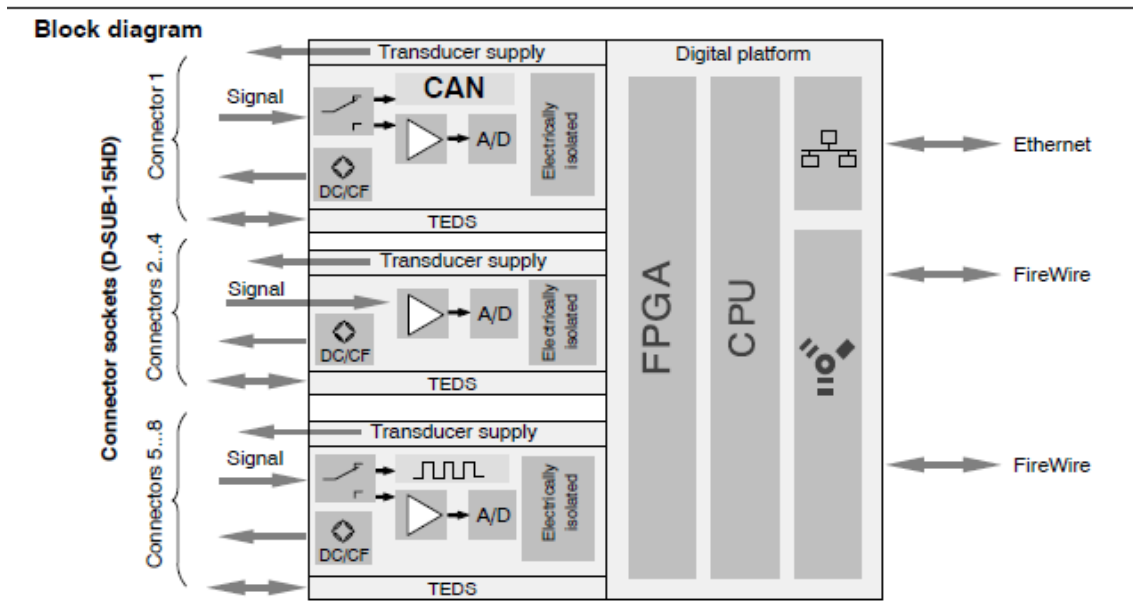 Block diagram
Connector sockets (D-SUB-15HD)
Connector 1
Transducer supply
Signal
CAN
A/D
DC/CF
Electrically
isolated
TEDS
Connectors 2...4
Transducer supply
Signal
A/D
DC/CF
Electrically
isolated
TEDS
Connectors 5...8
Transducer supply
Signal
A/D
DC/CF
Electrically
isolated
TEDS
Digital platform
FPGA
CPU
Ethernet
FireWire
FireWire